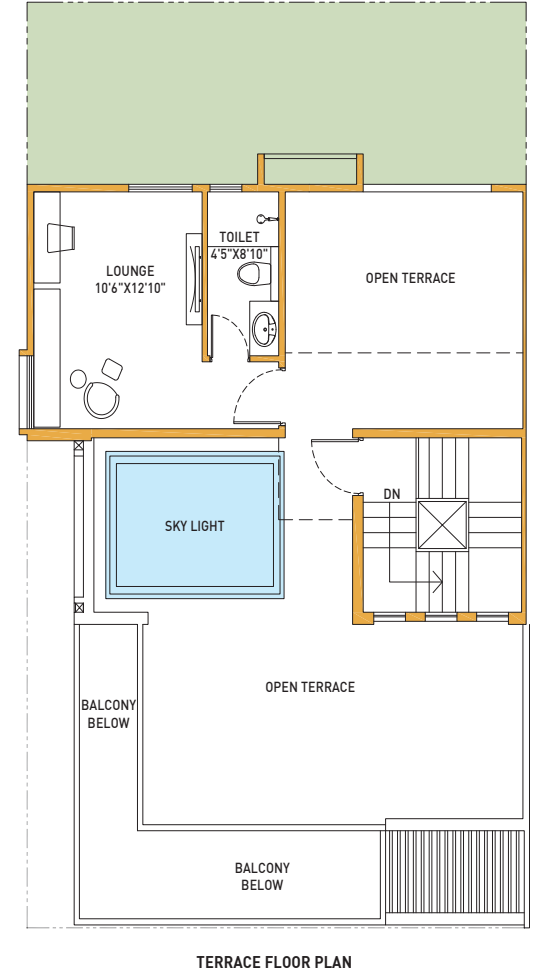 TOILET
4'5"X8'10"
LOUNGE
10'6"X12'10"
OPEN TERRACE
DN
SKY LIGHT
OPEN TERRACE
BALCONY
BELOW
BALCONY
BELOW
TERRACE FLOOR PLAN